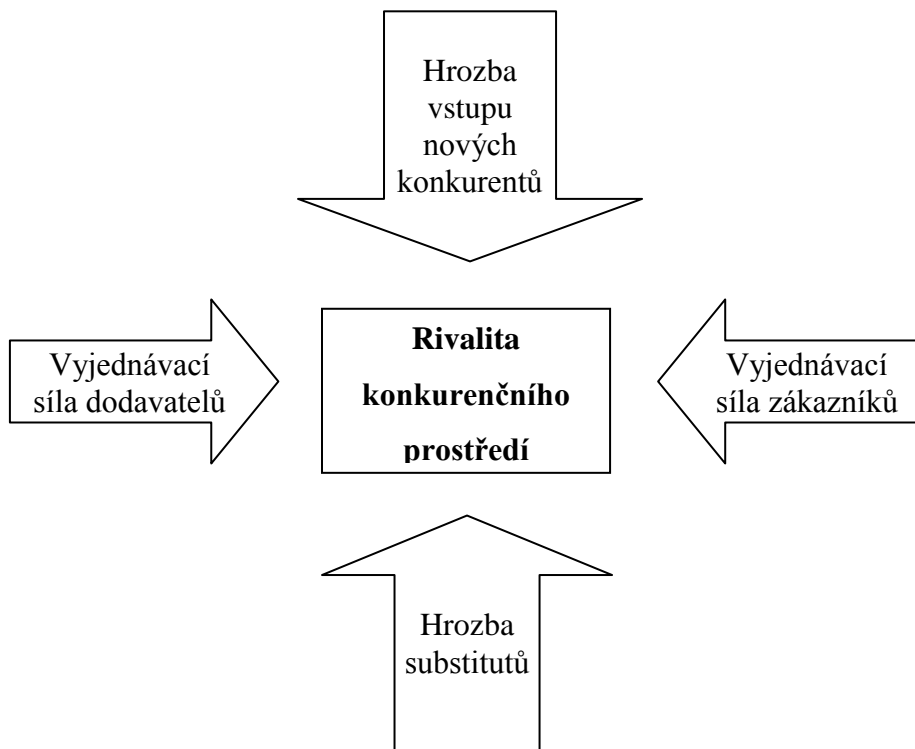 Hrozba
vstupu
nových
konkurentů
Vyjednávací
síla dodavatelů
Rivalita
konkurenčního
prostředí
Vyjednávací
síla zákazníků
Hrozba
substitutů